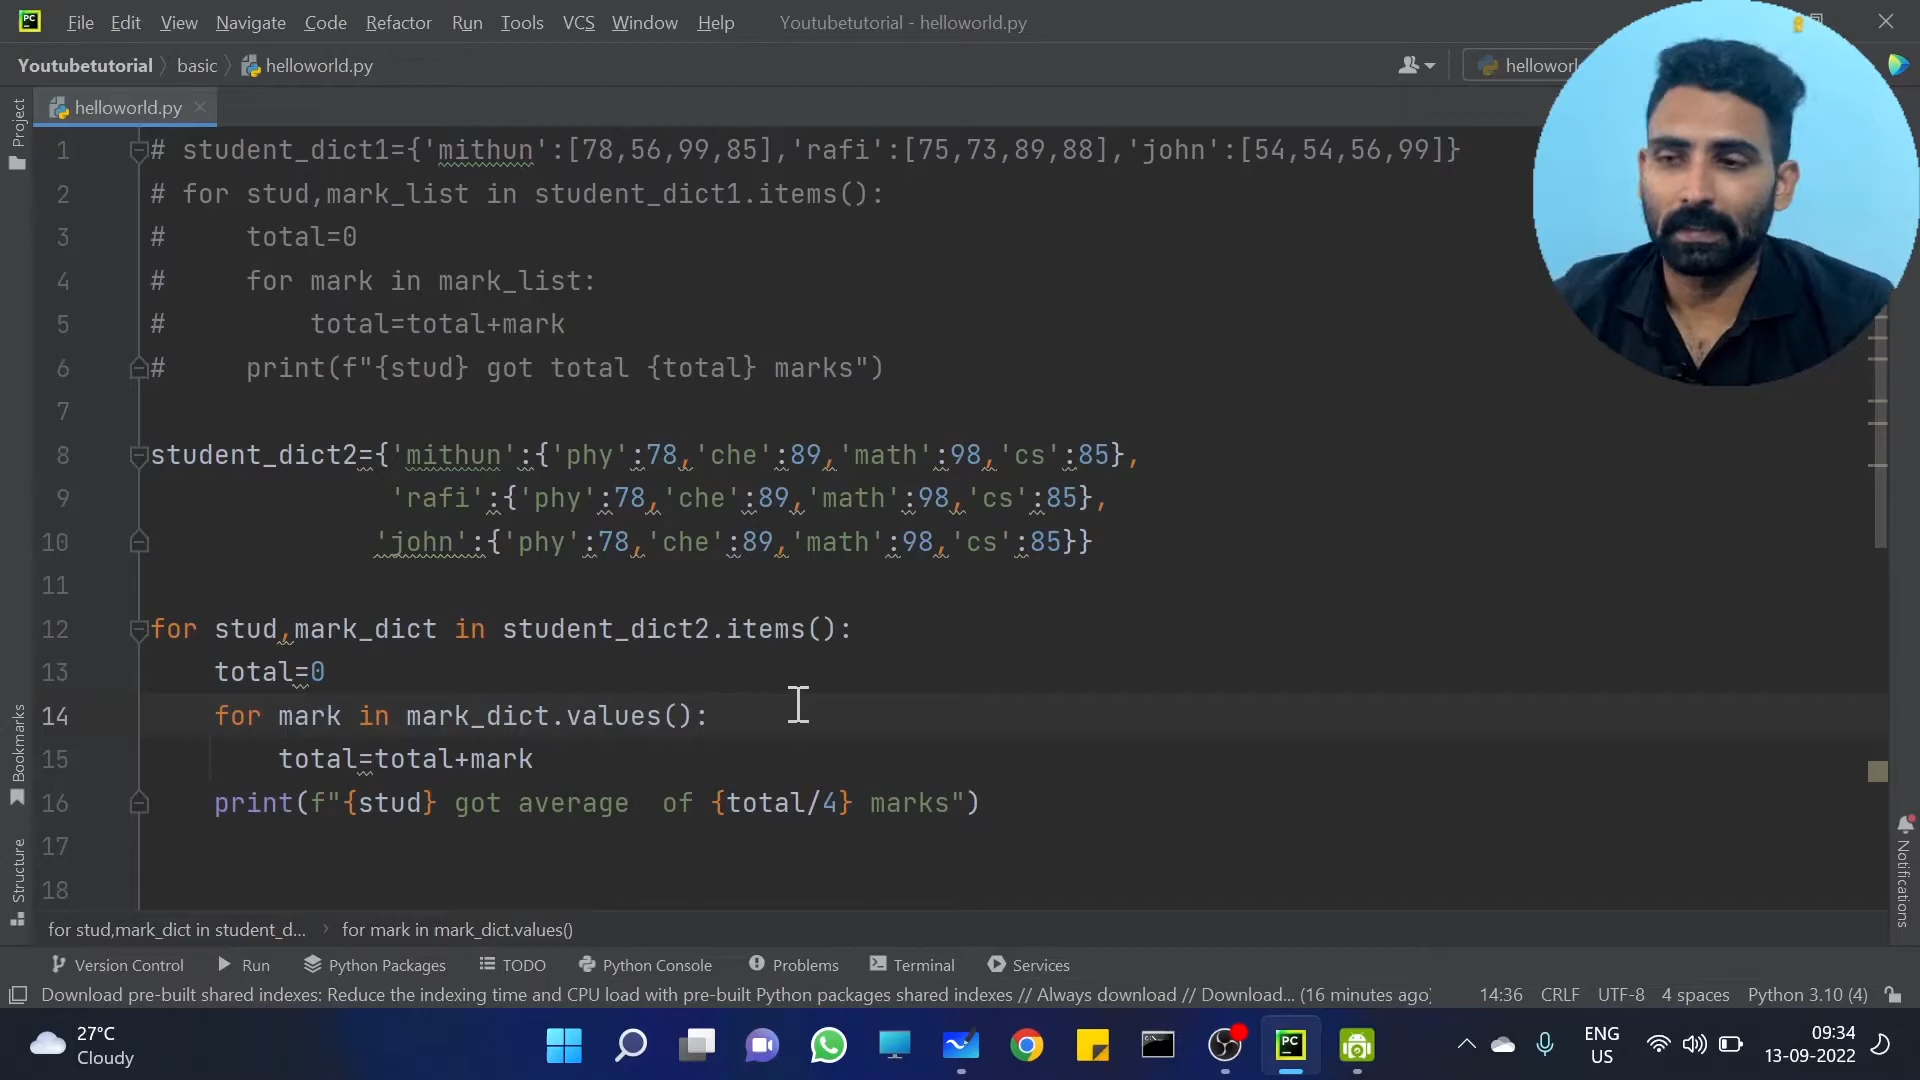 File Edit View Navigate Code Refactor Run Tools VCS Window Help Youtubetutorial - helloworld.py
Youtubetutorial basic helloworld.py
helloworld.py
Project
1 # student_dict1={'mithun':[78,56,99,85],'rafi':[75,73,89,88],'john':[54,54,56,99]}
2 # for stud,mark_list in student_dict1.items():
3 #     total=0
4 #     for mark in mark_list:
5 #         total=total+mark
6 #     print(f"{stud} got total {total} marks")
7
8 student_dict2={'mithun':{'phy':78,'che':89,'math':98,'cs':85},
9 'rafi':{'phy':78,'che':89,'math':98,'cs':85},
10 'john':{'phy':78,'che':89,'math':98,'cs':85}}
11
12 for stud,mark_dict in student_dict2.items():
13     total=0
14     for mark in mark_dict.values():
15         total=total+mark
16     print(f"{stud} got average  of {total/4} marks")
17
18
Bookmarks
Structure
Notifications
for stud,mark_dict in student_d... for mark in mark_dict.values()
Version Control Run Python Packages TODO Python Console Problems Terminal Services
Download pre-built shared indexes: Reduce the indexing time and CPU load with pre-built Python packages shared indexes // Always download // Download... (16 minutes ago) 14:36 CRLF UTF-8 4 spaces Python 3.10 (4)
27°C
Cloudy
PC
ENG
US
09:34
13-09-2022